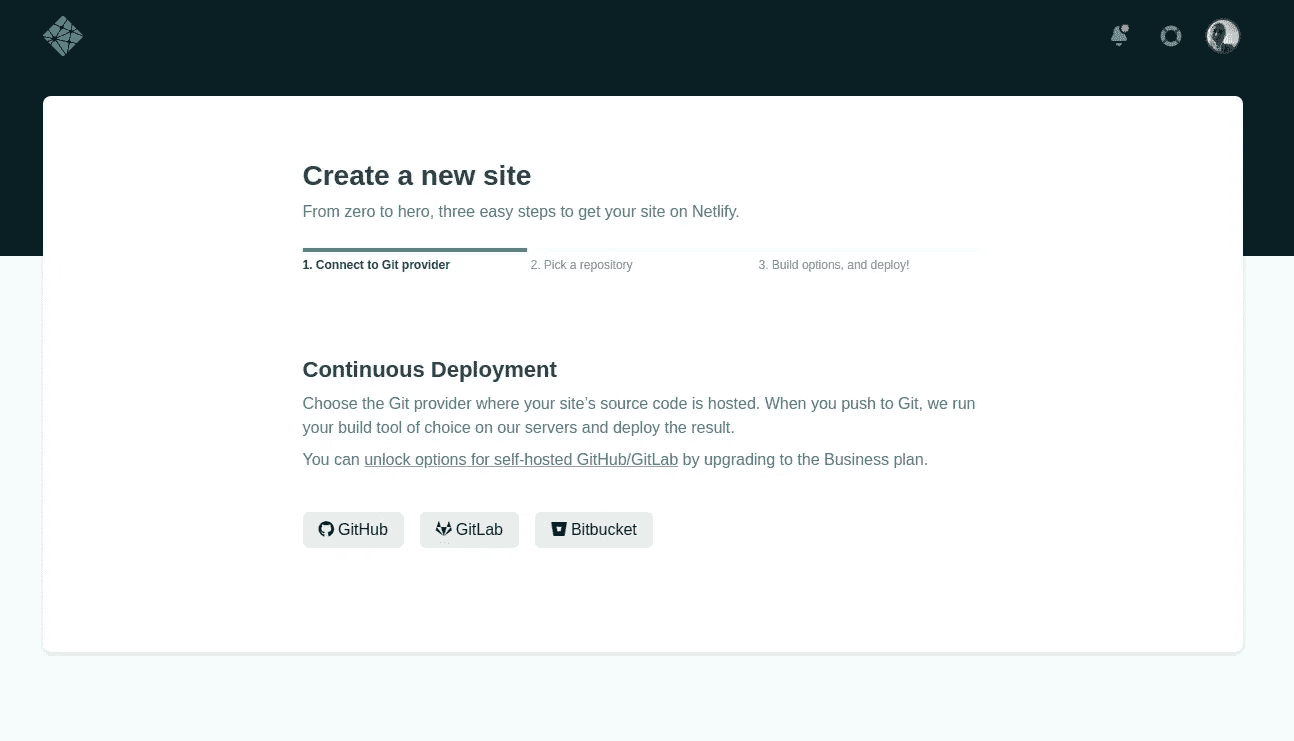 Create a new site
From zero to hero, three easy steps to get your site on Netlify.
1. Connect to Git provider
2. Pick a repository
3. Build options, and deploy!
Continuous Deployment
Choose the Git provider where your site’s source code is hosted. When you push to Git, we run
your build tool of choice on our servers and deploy the result.
You can unlock options for self-hosted GitHub/GitLab by upgrading to the Business plan.
GitHub
GitLab
Bitbucket